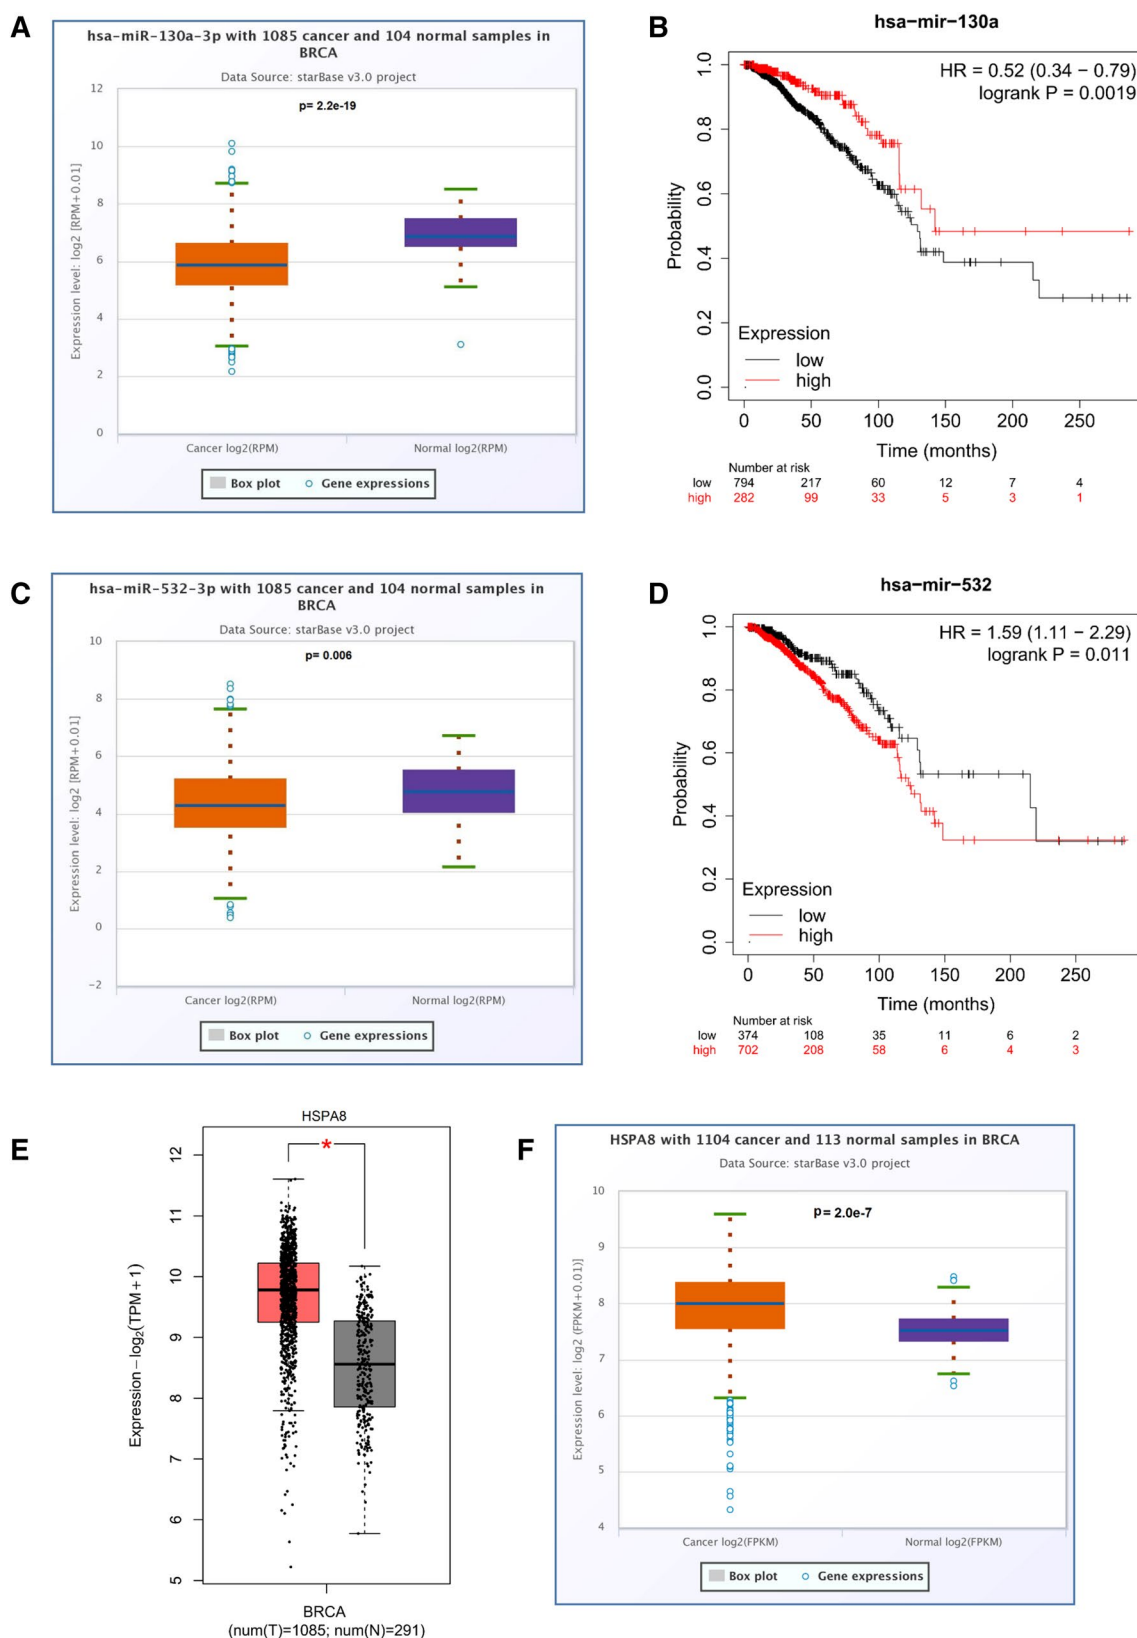 A
hsa-miR-130a-3p with 1085 cancer and 104 normal samples in
BRCA
Data Source: starBase v3.0 project
p= 2.2e-19
Expression level: log2 [RPM+0.01]
12
10
8
6
4
2
0
Cancer log2(RPM)
Normal log2(RPM)
Box plot
Gene expressions
B
hsa−mir−130a
HR = 0.52 (0.34 − 0.79)
logrank P = 0.0019
Probability
1.0
0.8
0.6
0.4
0.2
0.0
Expression
low
high
0 50 100 150 200 250
Time (months)
Number at risk
low 794 217 60 12 7 4
high 282 99 33 5 3 1
C
hsa-miR-532-3p with 1085 cancer and 104 normal samples in
BRCA
Data Source: starBase v3.0 project
p= 0.006
Expression level: log2 [RPM+0.01]
10
8
6
4
2
0
-2
Cancer log2(RPM)
Normal log2(RPM)
Box plot
Gene expressions
D
hsa−mir−532
HR = 1.59 (1.11 − 2.29)
logrank P = 0.011
Probability
1.0
0.8
0.6
0.4
0.2
0.0
Expression
low
high
0 50 100 150 200 250
Time (months)
Number at risk
low 374 108 35 11 6 2
high 702 208 58 6 4 3
E
HSPA8
*
Expression − log2(TPM + 1)
12
11
10
9
8
7
6
5
BRCA
(num(T)=1085; num(N)=291)
F
HSPA8 with 1104 cancer and 113 normal samples in BRCA
Data Source: starBase v3.0 project
p= 2.0e-7
Expression level: log2 (FPKM+0.01)]
10
9
8
7
6
5
4
Cancer log2(FPKM)
Normal log2(FPKM)
Box plot
Gene expressions